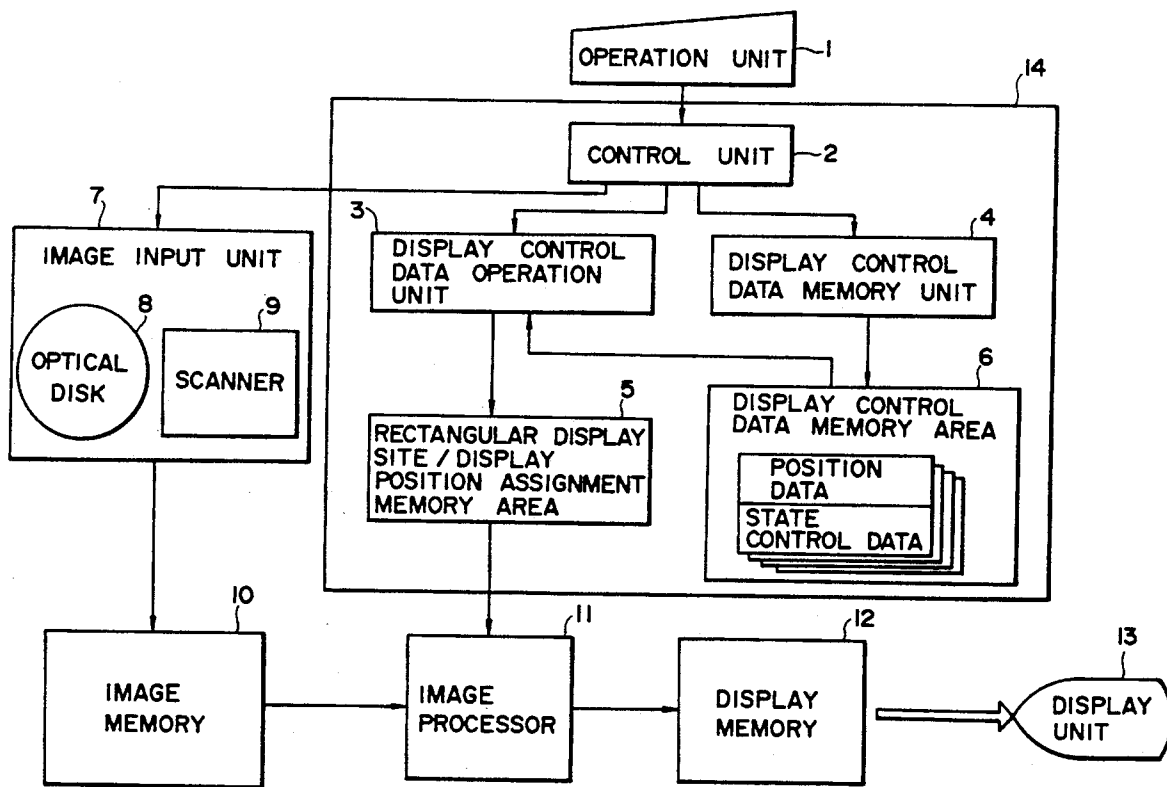 OPERATION UNIT
1
14
CONTROL UNIT
2
7
IMAGE INPUT UNIT
8
OPTICAL
DISK
9
SCANNER
3
DISPLAY CONTROL
DATA OPERATION
UNIT
4
DISPLAY CONTROL
DATA MEMORY UNIT
5
RECTANGULAR DISPLAY
SITE / DISPLAY
POSITION ASSIGNMENT
MEMORY AREA
6
DISPLAY CONTROL
DATA MEMORY AREA
POSITION
DATA
STATE
CONTROL DATA
10
IMAGE
MEMORY
11
IMAGE
PROCESSOR
12
DISPLAY
MEMORY
13
DISPLAY
UNIT